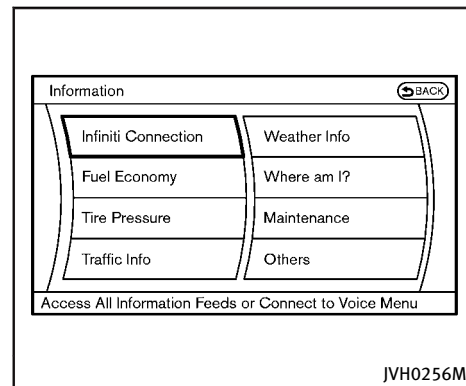 Information
BACK
Infiniti Connection
Weather Info
Fuel Economy
Where am I?
Tire Pressure
Maintenance
Traffic Info
Others
Access All Information Feeds or Connect to Voice Menu
JVH0256M